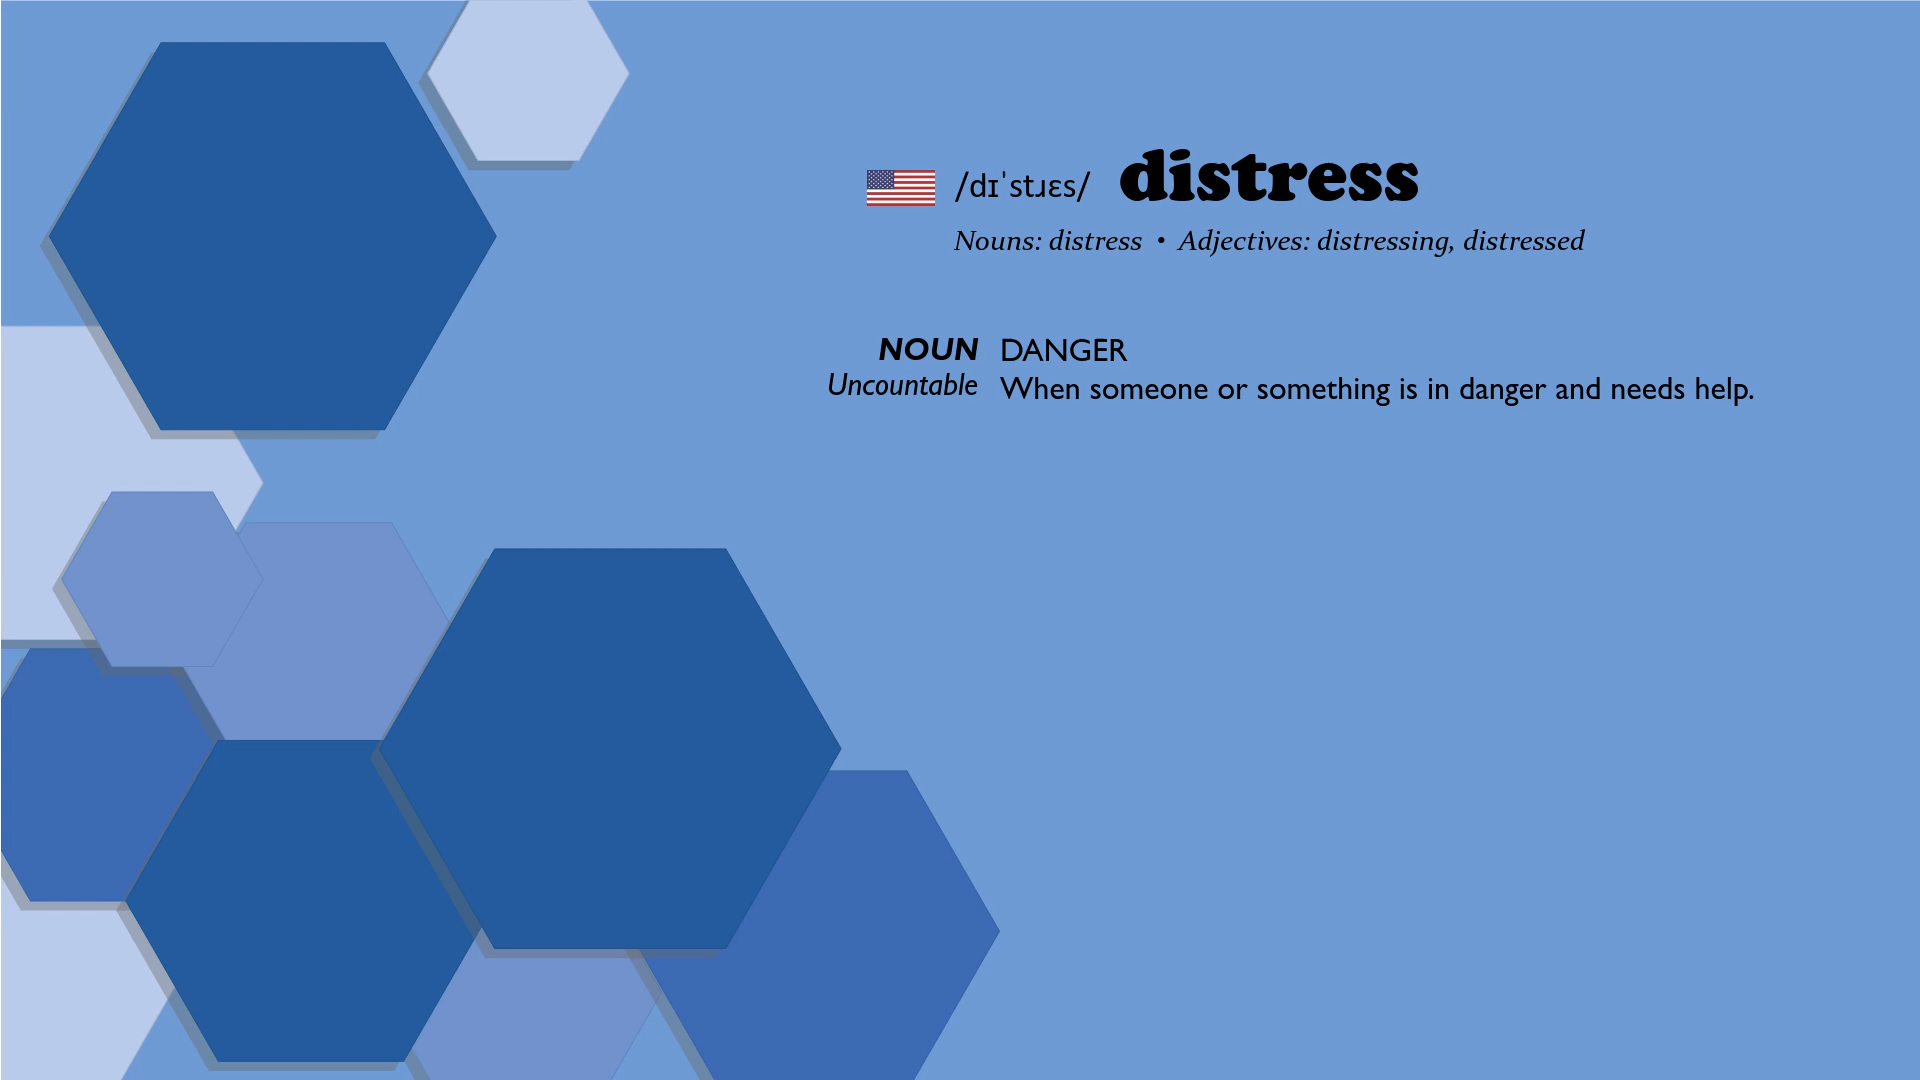 /dɪˈstɹɛs/ distress
Nouns: distress • Adjectives: distressing, distressed
NOUN DANGER
Uncountable When someone or something is in danger and needs help.